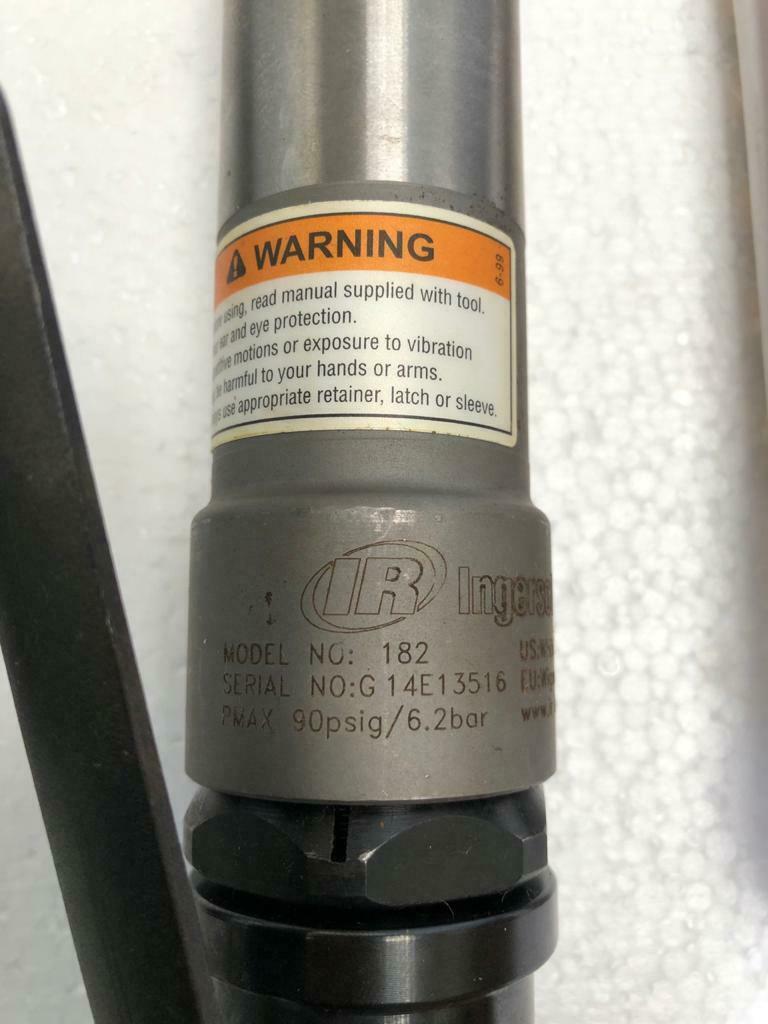 WARNING
6-99
using, read manual supplied with tool.
ear and eye protection.
motions or exposure to vibration
be harmful to your hands or arms.
use appropriate retainer, latch or sleeve.
IR
MODEL NO: 182
SERIAL NO:G 14E13516
PMAX 90psig/6.2bar